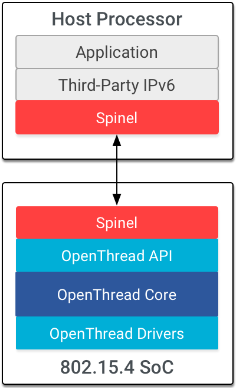 Host Processor
Application
Third-Party IPv6
Spinel
Spinel
OpenThread API
OpenThread Core
OpenThread Drivers
802.15.4 SoC